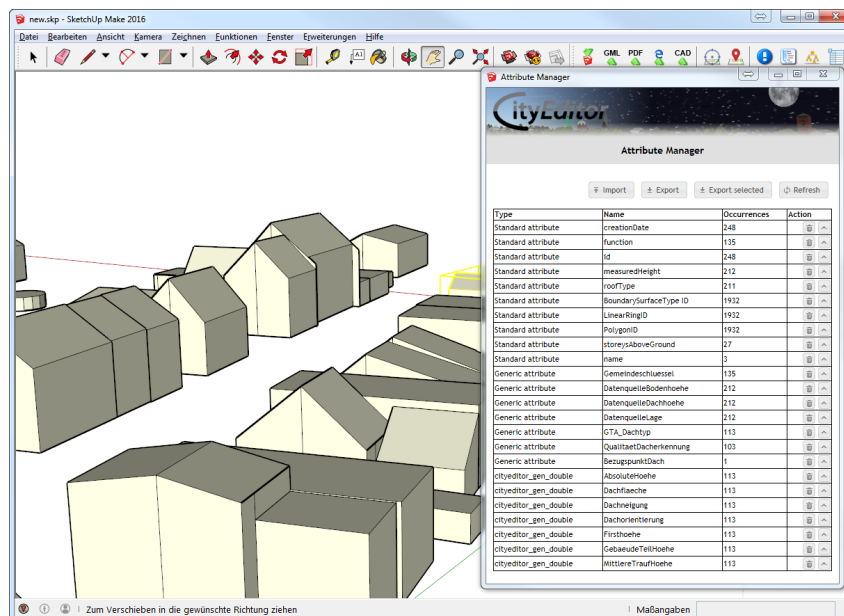 new.skp - SketchUp Make 2016
Datei Bearbeiten Ansicht Kamera Zeichnen Funktionen Fenster Erweiterungen Hilfe
A1 GML PDF CAD
Attribute Manager
CityEditor
Attribute Manager
Import Export Export selected Refresh
Type Name Occurrences Action
Standard attribute creationDate 248
Standard attribute function 135
Standard attribute id 248
Standard attribute measuredHeight 212
Standard attribute roofType 211
Standard attribute BoundarySurfaceType ID 1932
Standard attribute LinearRingID 1932
Standard attribute PolygonID 1932
Standard attribute storeysAboveGround 27
Standard attribute name 3
Generic attribute Gemeindeschluessel 135
Generic attribute DatenquelleBodenhoehe 212
Generic attribute DatenquelleDachhoehe 212
Generic attribute DatenquelleLage 212
Generic attribute GTA_Dachtyp 113
Generic attribute QualitaetDacherkennung 103
Generic attribute BezugspunktDach 1
cityeditor_gen_double AbsoluteHoehe 113
cityeditor_gen_double Dachflaeche 113
cityeditor_gen_double Dachneigung 113
cityeditor_gen_double Dachorientierung 113
cityeditor_gen_double Firsthoehe 113
cityeditor_gen_double GebaeudeTeilHoehe 113
cityeditor_gen_double MittlereTraufHoehe 113
Zum Verschieben in die gewünschte Richtung ziehen
Maßangaben